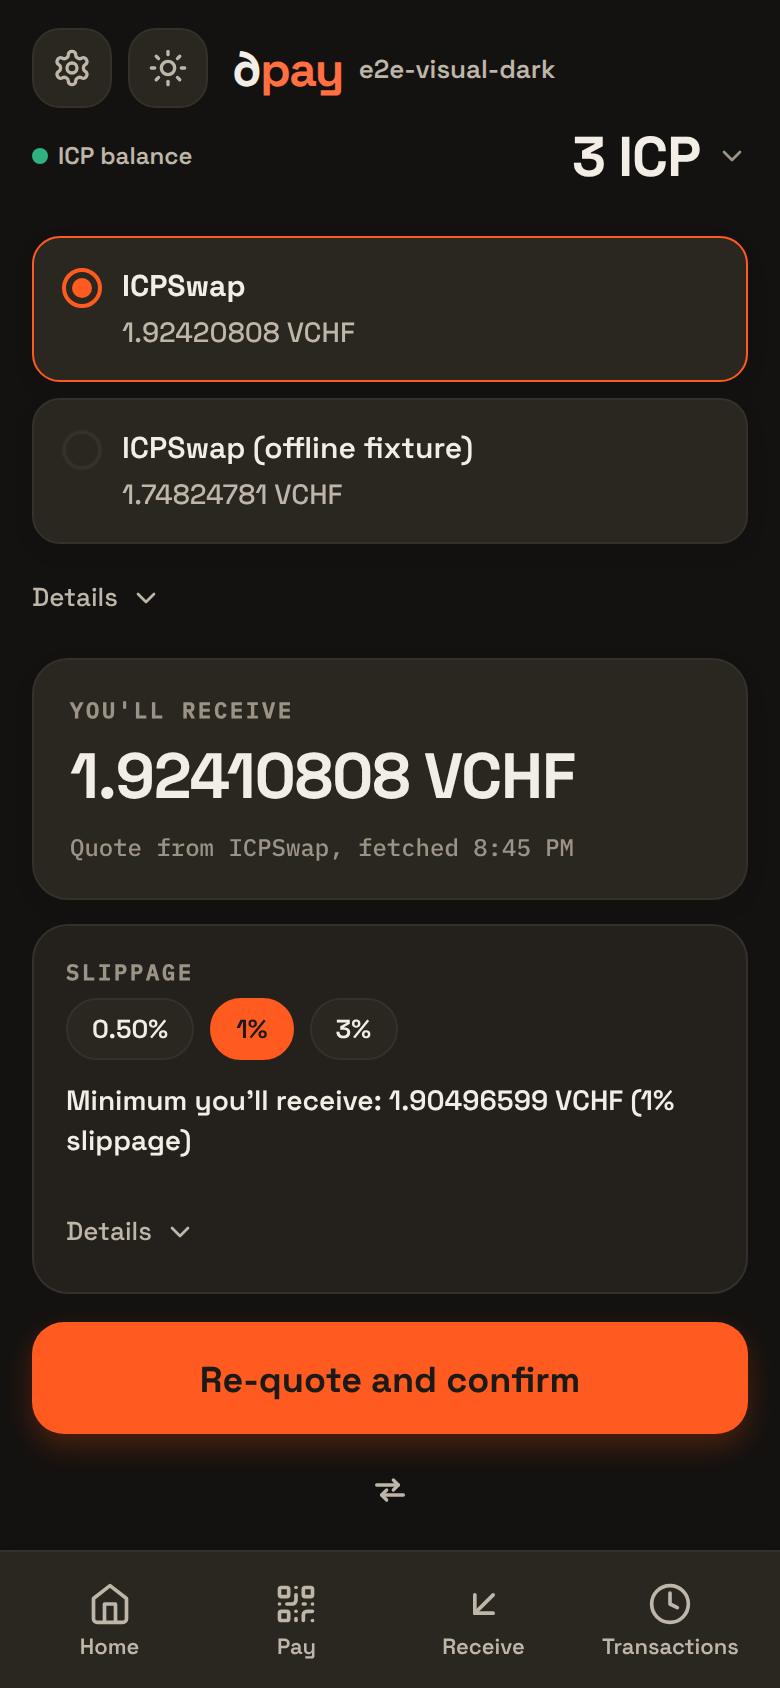 ∂pay e2e-visual-dark
ICP balance
3 ICP
ICPSwap
1.92420808 VCHF
ICPSwap (offline fixture)
1.74824781 VCHF
Details
YOU'LL RECEIVE
1.92410808 VCHF
Quote from ICPSwap, fetched 8:45 PM
SLIPPAGE
0.50% 1% 3%
Minimum you’ll receive: 1.90496599 VCHF (1%
slippage)
Details
Re-quote and confirm
Home Pay Receive Transactions